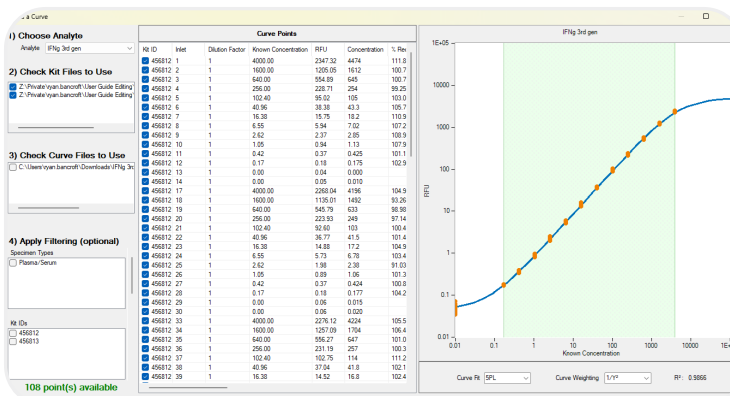 a Curve
1) Choose Analyte
Analyte IFNg 3rd gen
2) Check Kit Files to Use
Z:\Private\ryan.bancroft\User Guide Editing\
Z:\Private\ryan.bancroft\User Guide Editing\
3) Check Curve Files to Use
C:\Users\ryan.bancroft\Downloads\IFNg 3rc
4) Apply Filtering (optional)
Specimen Types
Plasma/Serum
Kit IDs
456812
456813
108 point(s) available
Curve Points
Kit ID Inlet Dilution Factor Known Concentration RFU Concentration % Rec
456812 1 1 4000.00 2347.32 4474 111.8
456812 2 1 1600.00 1205.05 1612 100.7
456812 3 1 640.00 554.89 645 100.7
456812 4 1 256.00 228.71 254 99.25
456812 5 1 102.40 95.02 105 103.0
456812 6 1 40.96 38.38 43.3 105.7
456812 7 1 16.38 15.75 18.2 110.9
456812 8 1 6.55 5.94 7.02 107.2
456812 9 1 2.62 2.37 2.85 108.9
456812 10 1 1.05 0.94 1.13 107.9
456812 11 1 0.42 0.37 0.425 101.1
456812 12 1 0.17 0.18 0.175 102.9
456812 13 1 0.00 0.04 0.000
456812 14 1 0.00 0.05 0.010
456812 17 1 4000.00 2268.04 4196 104.9
456812 18 1 1600.00 1135.01 1492 93.26
456812 19 1 640.00 545.79 633 98.98
456812 20 1 256.00 223.93 249 97.14
456812 21 1 102.40 92.60 103 100.4
456812 22 1 40.96 36.77 41.5 101.4
456812 23 1 16.38 14.88 17.2 104.9
456812 24 1 6.55 5.73 6.78 103.4
456812 25 1 2.62 1.98 2.38 91.03
456812 26 1 1.05 0.89 1.06 101.3
456812 27 1 0.42 0.37 0.424 100.8
456812 28 1 0.17 0.18 0.177 104.2
456812 29 1 0.00 0.06 0.015
456812 30 1 0.00 0.06 0.020
456812 33 1 4000.00 2276.12 4224 105.5
456812 34 1 1600.00 1257.09 1704 106.4
456812 35 1 640.00 556.27 647 101.0
456812 36 1 256.00 231.19 257 100.3
456812 37 1 102.40 102.75 114 111.2
456812 38 1 40.96 37.04 41.8 102.1
456812 39 1 16.38 14.52 16.8 102.4
IFNg 3rd gen
1E+05
10000
1000
100
10
1
0.1
0.01
RFU
0.01 0.1 1 10 100 1000 10000 1E+
Known Concentration
Curve Fit 5PL Curve Weighting 1/Y² R²: 0.9866